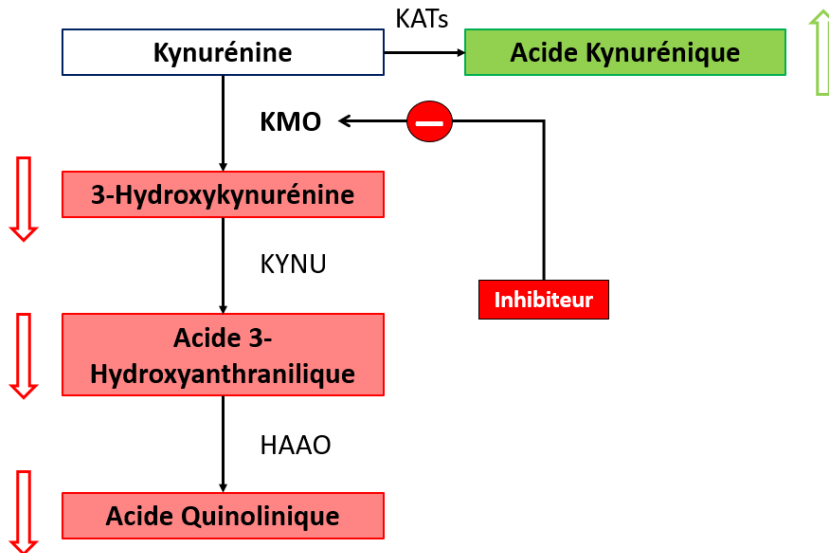 KATs
Kynurénine
Acide Kynurénique
KMO
3-Hydroxykynurénine
KYNU
Inhibiteur
Acide 3-
Hydroxyanthranilique
HAAO
Acide Quinolinique